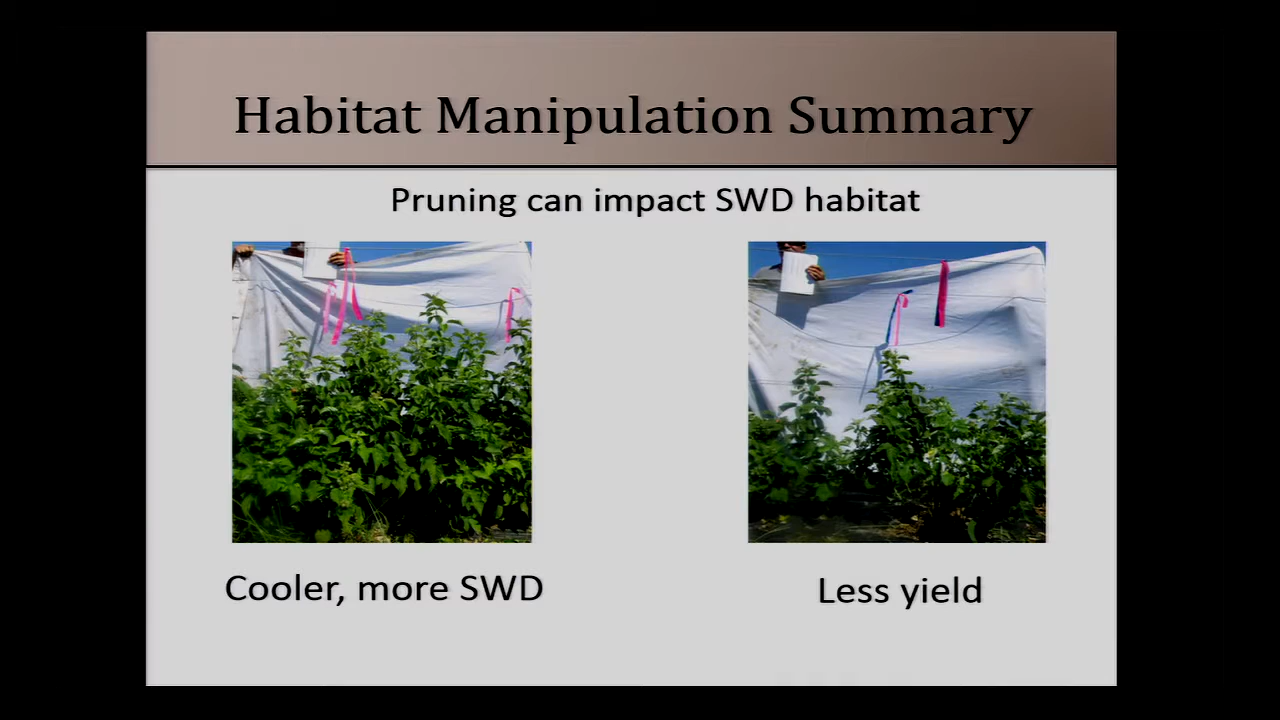 Habitat Manipulation Summary
Pruning can impact SWD habitat
Cooler, more SWD
Less yield